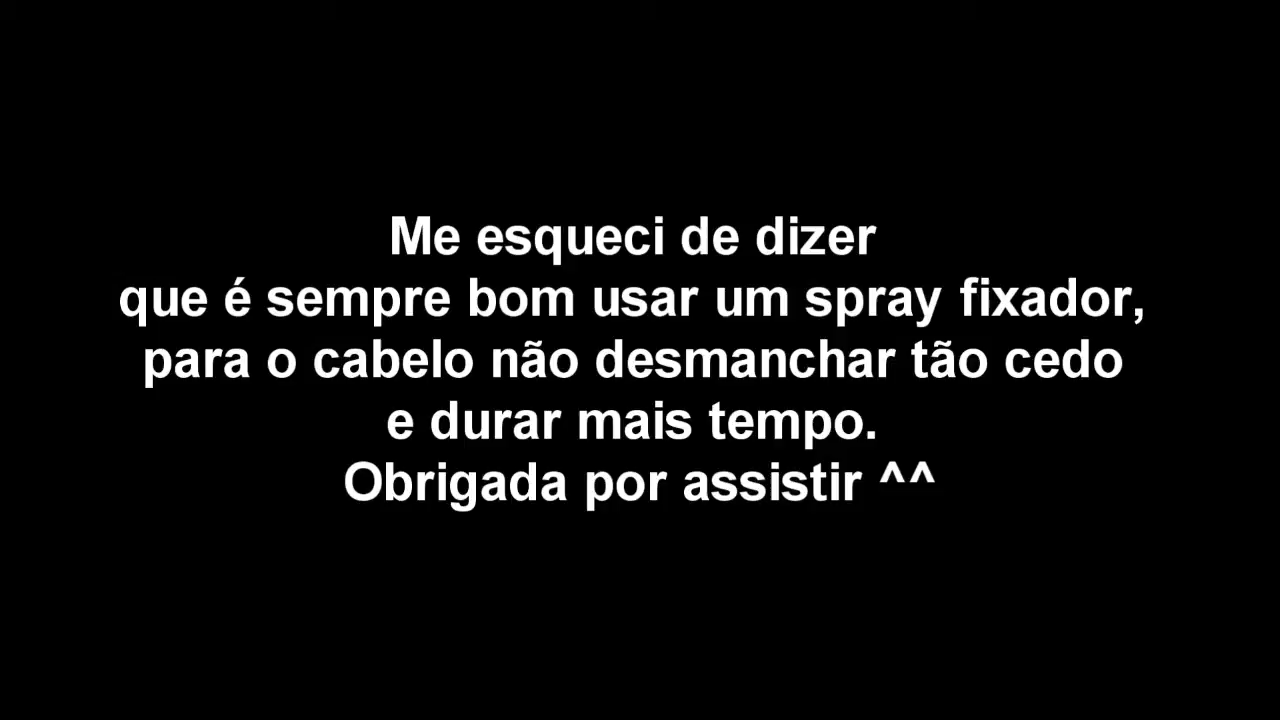 Me esqueci de dizer
que é sempre bom usar um spray fixador,
para o cabelo não desmanchar tão cedo
e durar mais tempo.
Obrigada por assistir ^^